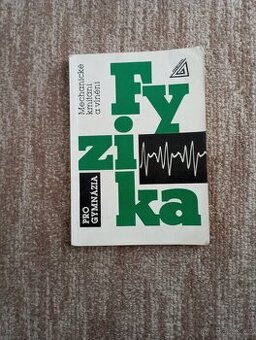 Mechanické
kmitání
a vlnění
Fy
zi
ka
PRO
GYMNÁZIA